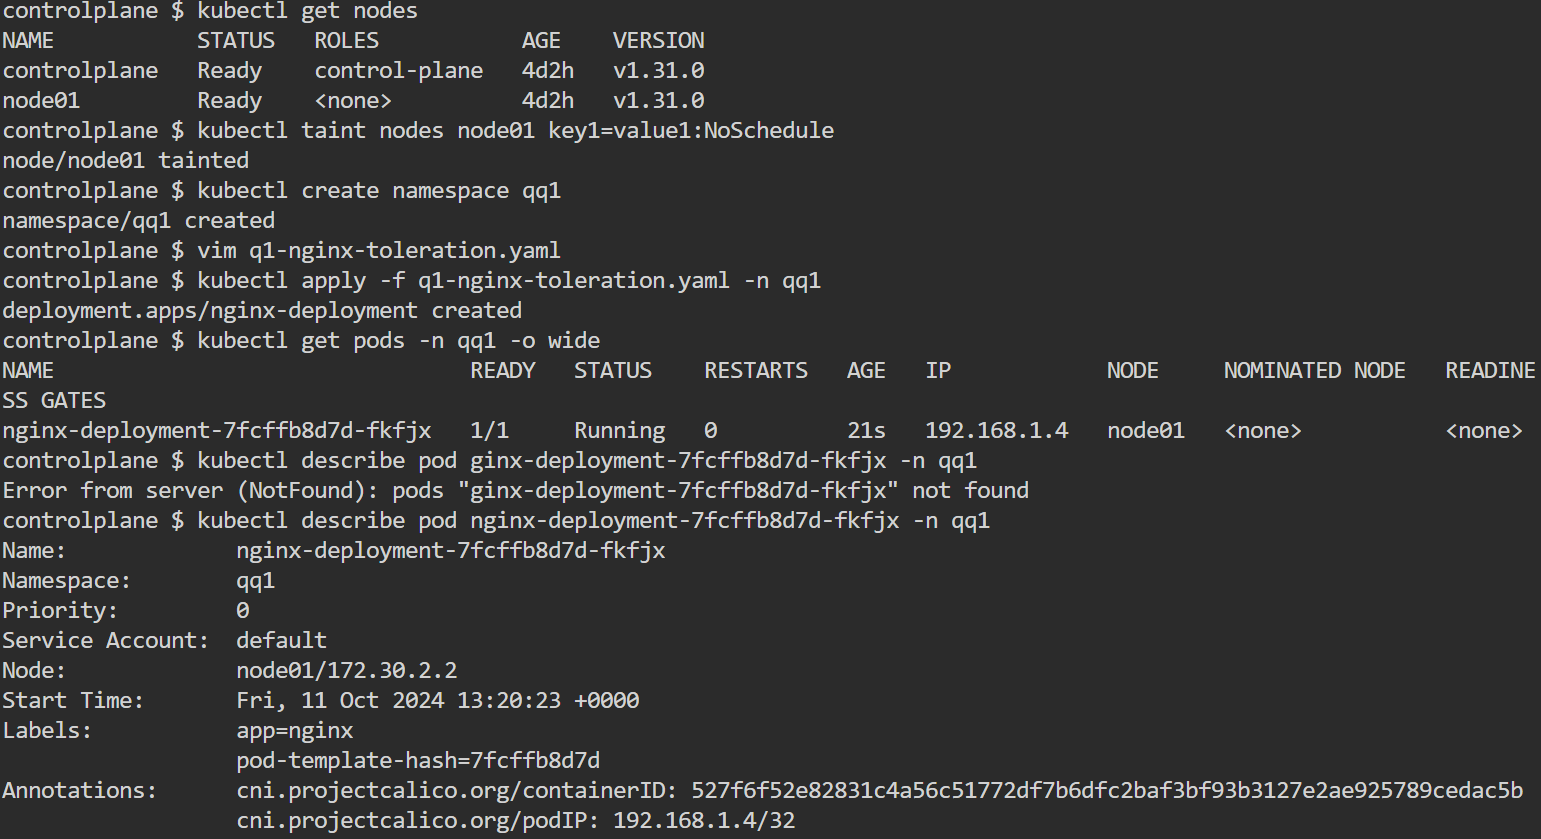 controlplane $ kubectl get nodes
NAME           STATUS   ROLES           AGE    VERSION
controlplane   Ready    control-plane   4d2h   v1.31.0
node01         Ready    <none>          4d2h   v1.31.0
controlplane $ kubectl taint nodes node01 key1=value1:NoSchedule
node/node01 tainted
controlplane $ kubectl create namespace qq1
namespace/qq1 created
controlplane $ vim q1-nginx-toleration.yaml
controlplane $ kubectl apply -f q1-nginx-toleration.yaml -n qq1
deployment.apps/nginx-deployment created
controlplane $ kubectl get pods -n qq1 -o wide
NAME                                READY   STATUS    RESTARTS   AGE   IP            NODE     NOMINATED NODE   READINE
SS GATES
nginx-deployment-7fcffb8d7d-fkfjx   1/1     Running   0          21s   192.168.1.4   node01   <none>           <none>
controlplane $ kubectl describe pod ginx-deployment-7fcffb8d7d-fkfjx -n qq1
Error from server (NotFound): pods "ginx-deployment-7fcffb8d7d-fkfjx" not found
controlplane $ kubectl describe pod nginx-deployment-7fcffb8d7d-fkfjx -n qq1
Name:             nginx-deployment-7fcffb8d7d-fkfjx
Namespace:        qq1
Priority:         0
Service Account:  default
Node:             node01/172.30.2.2
Start Time:       Fri, 11 Oct 2024 13:20:23 +0000
Labels:           app=nginx
                  pod-template-hash=7fcffb8d7d
Annotations:      cni.projectcalico.org/containerID: 527f6f52e82831c4a56c51772df7b6dfc2baf3bf93b3127e2ae925789cedac5b
                  cni.projectcalico.org/podIP: 192.168.1.4/32